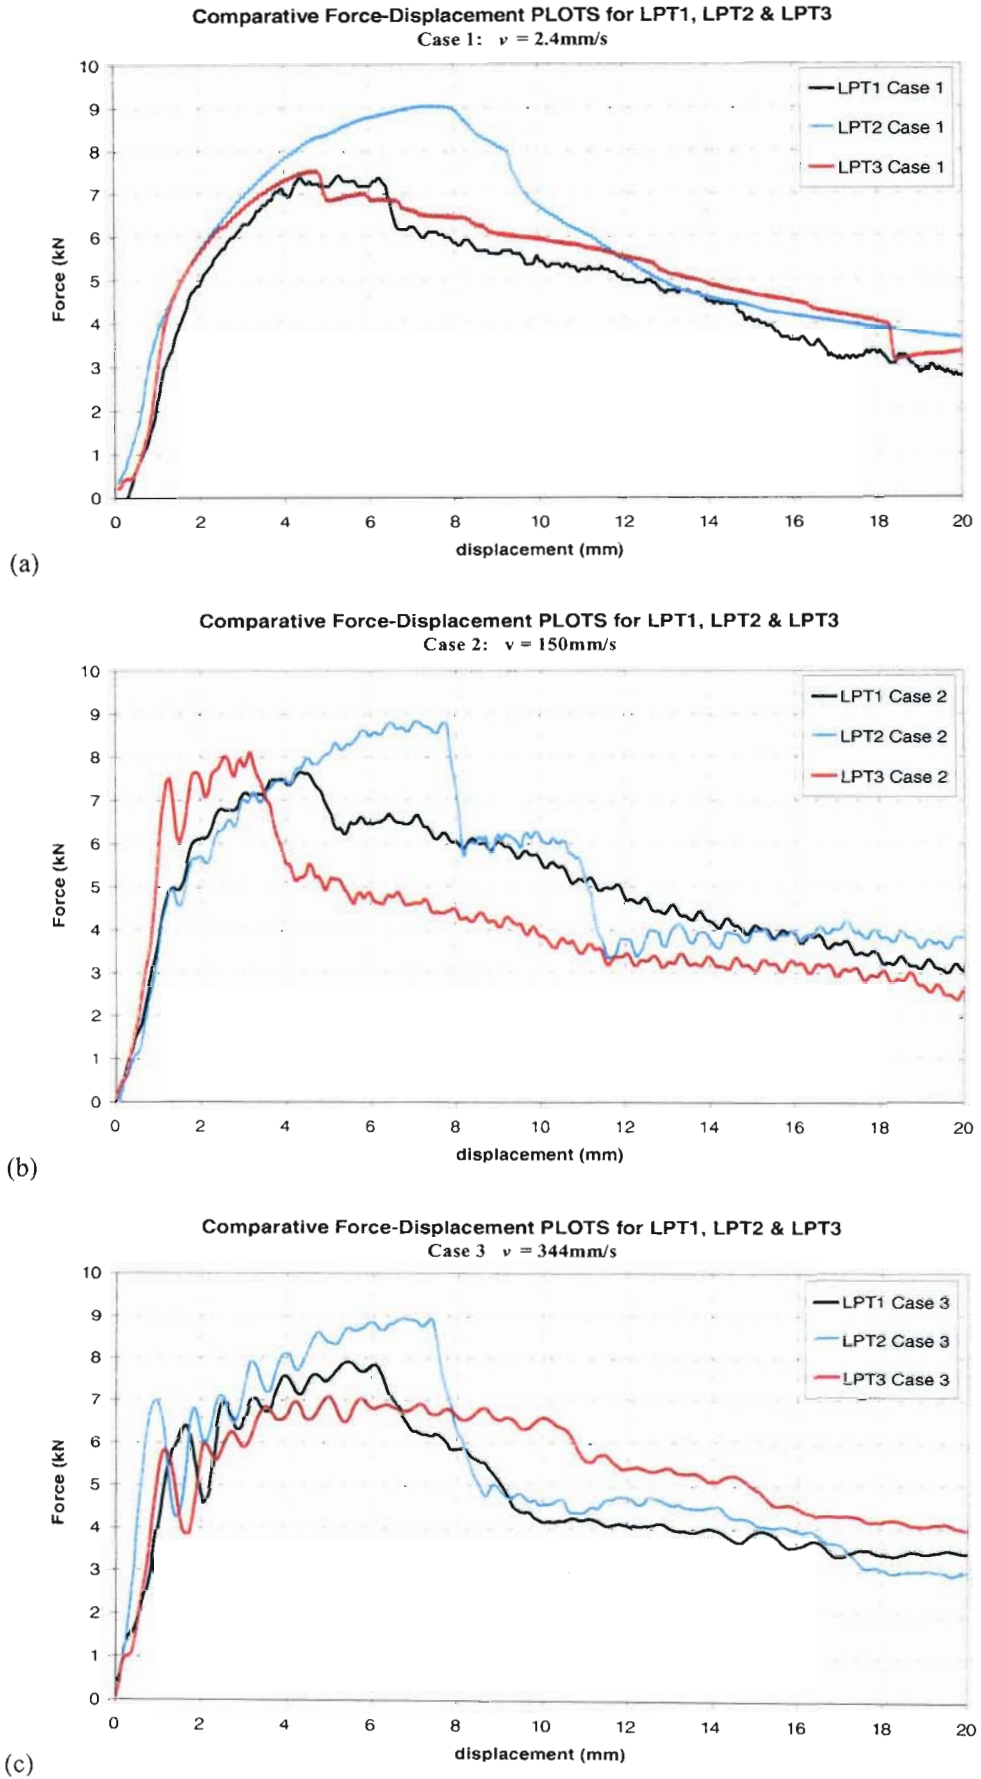 Comparative Force-Displacement PLOTS for LPT1, LPT2 & LPT3
Case 1: v = 2.4mm/s
10
9
8
7
6
5
4
3
2
1
0
Force (kN
LPT1 Case 1
LPT2 Case 1
LPT3 Case 1
0 2 4 6 8 10 12 14 16 18 20
displacement (mm)
(a)
Comparative Force-Displacement PLOTS for LPT1, LPT2 & LPT3
Case 2: v = 150mm/s
10
9
8
7
6
5
4
3
2
1
0
Force (kN
LPT1 Case 2
LPT2 Case 2
LPT3 Case 2
0 2 4 6 8 10 12 14 16 18 20
displacement (mm)
(b)
Comparative Force-Displacement PLOTS for LPT1, LPT2 & LPT3
Case 3 v = 344mm/s
10
9
8
7
6
5
4
3
2
1
0
Force (kN
LPT1 Case 3
LPT2 Case 3
LPT3 Case 3
0 2 4 6 8 10 12 14 16 18 20
displacement (mm)
(c)